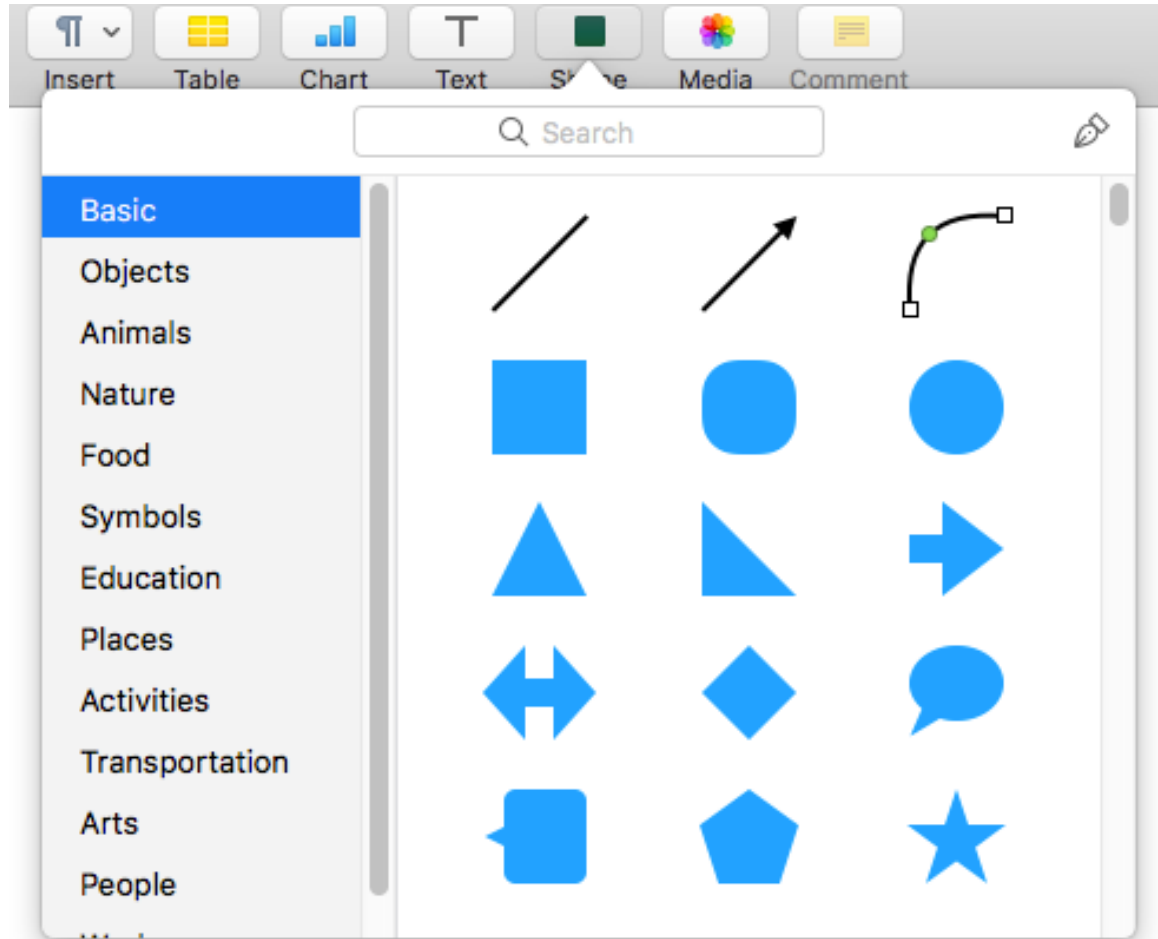 Insert Table Chart Text Media Comment
Search
Basic
Objects
Animals
Nature
Food
Symbols
Education
Places
Activities
Transportation
Arts
People